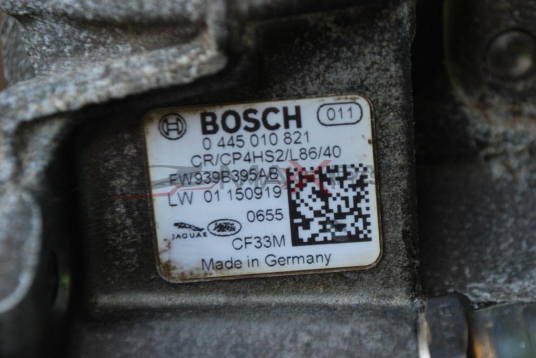 BOSCH 011
0 445 010 821
CR/CP4HS2/L86/40
FW939B395AB
LW 01 150919
0655
JAGUAR
CF33M
Made in Germany